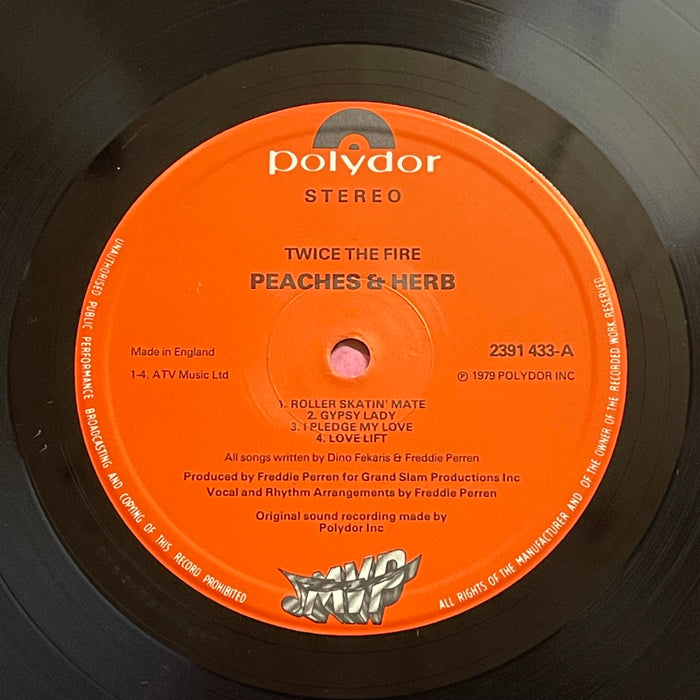 polydor
STEREO
TWICE THE FIRE
PEACHES & HERB
Made in England
2391 433-A
1-4. ATV Music Ltd
℗ 1979 POLYDOR INC
1. ROLLER SKATIN' MATE
2. GYPSY LADY
3. I PLEDGE MY LOVE
4. LOVE LIFT
All songs written by Dino Fekaris & Freddie Perren
Produced by Freddie Perren for Grand Slam Productions Inc
Vocal and Rhythm Arrangements by Freddie Perren
Original sound recording made by
Polydor Inc
MVP
UNAUTHORISED PUBLIC PERFORMANCE BROADCASTING AND COPYING OF THIS RECORD PROHIBITED
ALL RIGHTS OF THE MANUFACTURER AND OF THE OWNER OF THE RECORDED WORK RESERVED